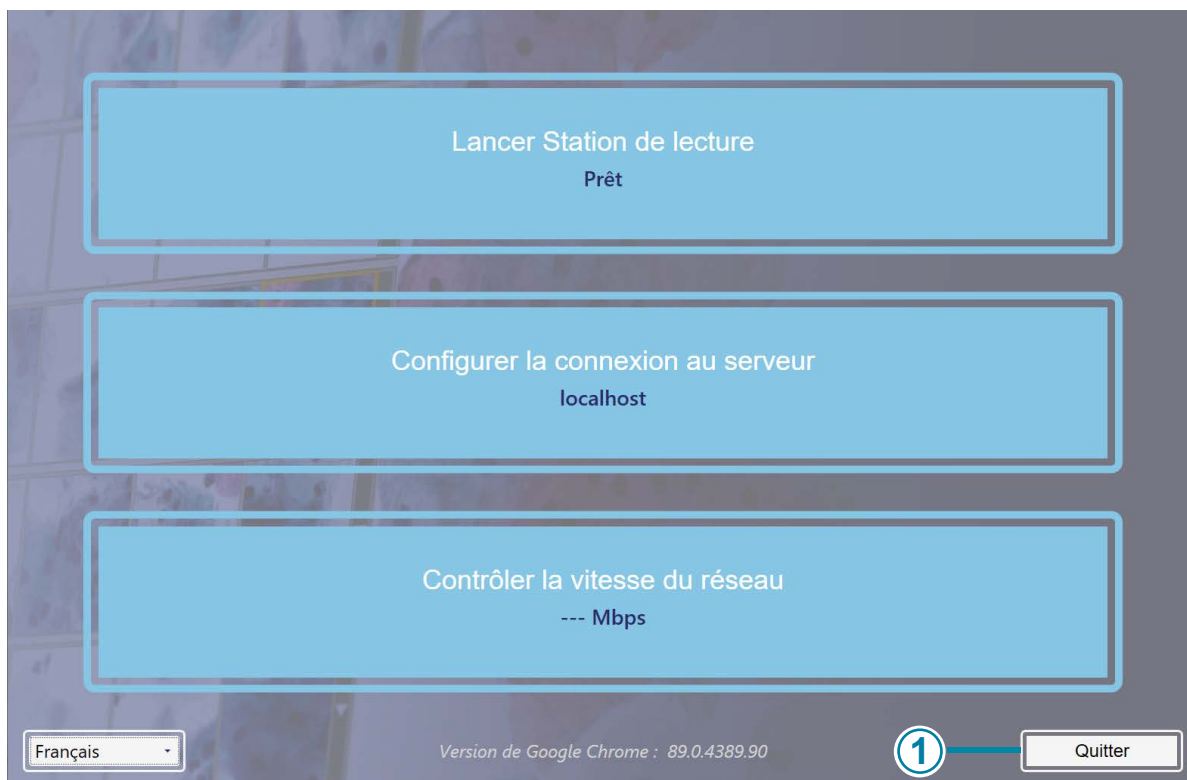 Lancer Station de lecture
Prêt
Configurer la connexion au serveur
localhost
Contrôler la vitesse du réseau
--- Mbps
Français
Version de Google Chrome : 89.0.4389.90
1
Quitter